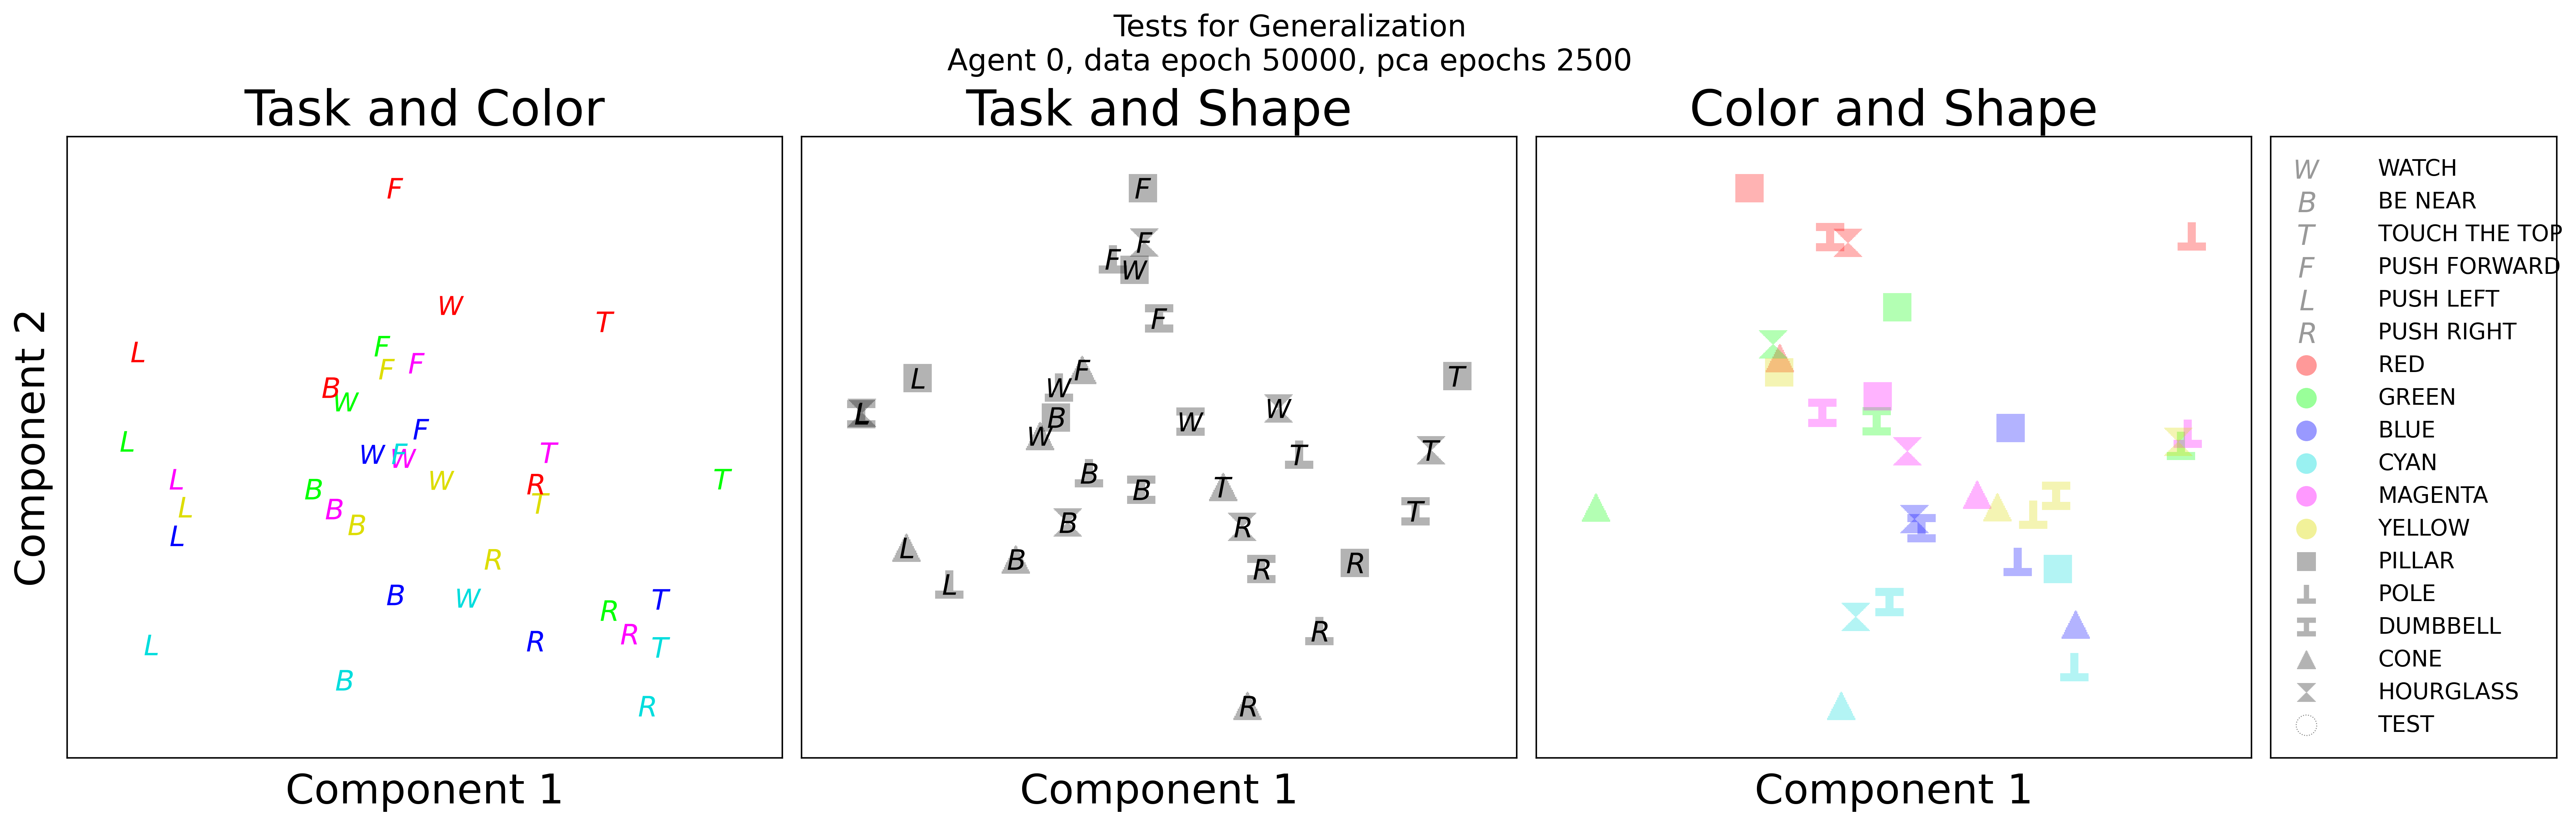 Tests for Generalization
Agent 0, data epoch 50000, pca epochs 2500
Task and Color
Task and Shape
Color and Shape
Component 2
F
W
T
L
F
F
F
B
W
L
F
W
F
W
T
L
W
R
T
B
T
B
L
B
L
R
B
W
T
R
R
R
T
L
B
R
F
F
F
W
F
F
L
T
W
L
L
B
W
W
W
T
T
B
B
T
T
B
R
L
B
R
R
L
R
R
W WATCH
B BE NEAR
T TOUCH THE TOP
F PUSH FORWARD
L PUSH LEFT
R PUSH RIGHT
RED
GREEN
BLUE
CYAN
MAGENTA
YELLOW
PILLAR
POLE
DUMBBELL
CONE
HOURGLASS
TEST
Component 1
Component 1
Component 1